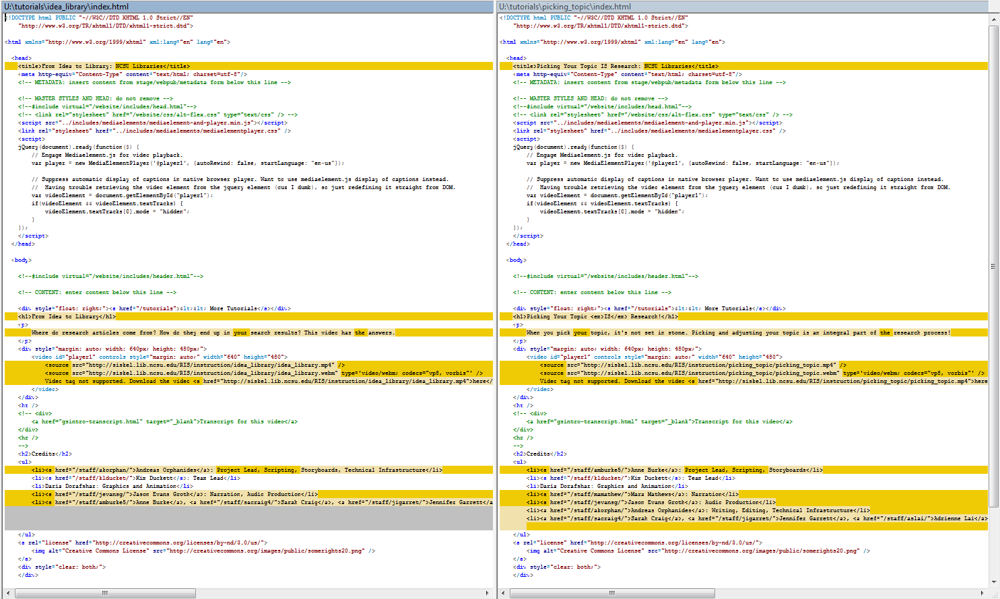 U:\tutorials\idea_library\index.html
<!DOCTYPE html PUBLIC "-//W3C//DTD XHTML 1.0 Strict//EN"
"http://www.w3.org/TR/xhtml1/DTD/xhtml1-strict.dtd">
<html xmlns="http://www.w3.org/1999/xhtml" xml:lang="en" lang="en">
<head>
<title>From Idea to Library: NCSU Libraries</title>
<meta http-equiv="Content-Type" content="text/html; charset=utf-8"/>
<!-- METADATA: insert content from stage/webpub/metadata form below this line -->
<!-- MASTER STYLES AND HEAD: do not remove -->
<!--#include virtual="/website/includes/head.html"-->
<!-- <link rel="stylesheet" href="/website/css/alt-flex.css" type="text/css" /> -->
<script src="../includes/mediaelements/mediaelement-and-player.min.js"></script>
<link rel="stylesheet" href="../includes/mediaelements/mediaelementplayer.css" />
<script>
jQuery(document).ready(function($) {
// Engage Mediaelement.js for video playback.
var player = new MediaElementPlayer('#player1', {autoRewind: false, startLanguage: "en-us"});
// Suppress automatic display of captions in native browser player. Want to use mediaelement.js display of captions instead.
//  Having trouble retrieving the video element from the jquery element (cuz I dumb), so just redefining it straight from DOM.
var videoElement = document.getElementById("player1");
if(videoElement && videoElement.textTracks) {
videoElement.textTracks[0].mode = "hidden";
}
});
</script>
</head>
<body>
<!--#include virtual="/website/includes/header.html"-->
<!-- CONTENT: enter content below this line -->
<div style="float: right;"><a href="/tutorials">&lt;&lt; More Tutorials</a></div>
<h1>From Idea to Library</h1>
<p>
Where do research articles come from? How do they end up in your search results? This video has the answers.
</p>
<div style="margin: auto; width: 640px; height: 480px;">
<video id="player1" controls style="margin: auto;" width="640" height="480">
<source src="http://siskel.lib.ncsu.edu/RIS/instruction/idea_library/idea_library.mp4" />
<source src="http://siskel.lib.ncsu.edu/RIS/instruction/idea_library/idea_library.webm" type='video/webm; codecs="vp8, vorbis"' />
Video tag not supported. Download the video <a href="http://siskel.lib.ncsu.edu/RIS/instruction/idea_library/idea_library.mp4">here</
</video>
</div>
<hr />
<!-- <div>
<a href="gsintro-transcript.html" target="_blank">Transcript for this video</a>
</div>
<hr />
-->
<h2>Credits</h2>
<ul>
<li><a href="/staff/akorphan/">Andreas Orphanides</a>: Project Lead, Scripting, Storyboards, Technical Infrastructure</li>
<li><a href="/staff/klducket/">Kim Duckett</a>: Team Lead</li>
<li>Daria Dorafshar: Graphics and Animation</li>
<li><a href="/staff/jevansg/">Jason Evans Groth</a>: Narration, Audio Production</li>
<li><a href="/staff/amburke5/">Anne Burke</a>, <a href="/staff/sacraig4/">Sarah Craig</a>, <a href="/staff/jigarret/">Jennifer Garrett</a
</ul>
<a rel="license" href="http://creativecommons.org/licenses/by-nd/3.0/us/">
<img alt="Creative Commons License" src="http://creativecommons.org/images/public/somerights20.png" />
</a>
<div style="clear: both;">
</div>
U:\tutorials\picking_topic\index.html
<!DOCTYPE html PUBLIC "-//W3C//DTD XHTML 1.0 Strict//EN"
"http://www.w3.org/TR/xhtml1/DTD/xhtml1-strict.dtd">
<html xmlns="http://www.w3.org/1999/xhtml" xml:lang="en" lang="en">
<head>
<title>Picking Your Topic IS Research: NCSU Libraries</title>
<meta http-equiv="Content-Type" content="text/html; charset=utf-8"/>
<!-- METADATA: insert content from stage/webpub/metadata form below this line -->
<!-- MASTER STYLES AND HEAD: do not remove -->
<!--#include virtual="/website/includes/head.html"-->
<!-- <link rel="stylesheet" href="/website/css/alt-flex.css" type="text/css" /> -->
<script src="../includes/mediaelements/mediaelement-and-player.min.js"></script>
<link rel="stylesheet" href="../includes/mediaelements/mediaelementplayer.css" />
<script>
jQuery(document).ready(function($) {
// Engage Mediaelement.js for video playback.
var player = new MediaElementPlayer('#player1', {autoRewind: false, startLanguage: "en-us"});
// Suppress automatic display of captions in native browser player. Want to use mediaelement.js display of captions instead.
//  Having trouble retrieving the video element from the jquery element (cuz I dumb), so just redefining it straight from DOM.
var videoElement = document.getElementById("player1");
if(videoElement && videoElement.textTracks) {
videoElement.textTracks[0].mode = "hidden";
}
});
</script>
</head>
<body>
<!--#include virtual="/website/includes/header.html"-->
<!-- CONTENT: enter content below this line -->
<div style="float: right;"><a href="/tutorials">&lt;&lt; More Tutorials</a></div>
<h1>Picking Your Topic <em>IS</em> Research!</h1>
<p>
When you pick your topic, it's not set in stone. Picking and adjusting your topic is an integral part of the research process!
</p>
<div style="margin: auto; width: 640px; height: 480px;">
<video id="player1" controls style="margin: auto;" width="640" height="480">
<source src="http://siskel.lib.ncsu.edu/RIS/instruction/picking_topic/picking_topic.mp4" />
<source src="http://siskel.lib.ncsu.edu/RIS/instruction/picking_topic/picking_topic.webm" type='video/webm; codecs="vp8, vorbis"' />
Video tag not supported. Download the video <a href="http://siskel.lib.ncsu.edu/RIS/instruction/picking_topic/picking_topic.mp4">here
</video>
</div>
<hr />
<!-- <div>
<a href="gsintro-transcript.html" target="_blank">Transcript for this video</a>
</div>
<hr />
-->
<h2>Credits</h2>
<ul>
<li><a href="/staff/amburke5/">Anne Burke</a>: Project Lead, Scripting, Storyboards</li>
<li><a href="/staff/klducket/">Kim Duckett</a>: Team Lead</li>
<li>Daria Dorafshar: Graphics and Animation</li>
<li><a href="/staff/mamathew/">Mara Mathews</a>: Narration</li>
<li><a href="/staff/jevansg/">Jason Evans Groth</a>: Audio Production</li>
<li><a href="/staff/akorphan/">Andreas Orphanides</a>: Writing, Editing, Technical Infrastructure</li>
<li><a href="/staff/sacraig4/">Sarah Craig</a>, <a href="/staff/jigarret/">Jennifer Garrett</a>, <a href="/staff/aslai/">Adrienne Lai</a>
</ul>
<a rel="license" href="http://creativecommons.org/licenses/by-nd/3.0/us/">
<img alt="Creative Commons License" src="http://creativecommons.org/images/public/somerights20.png" />
</a>
<div style="clear: both;">
</div>